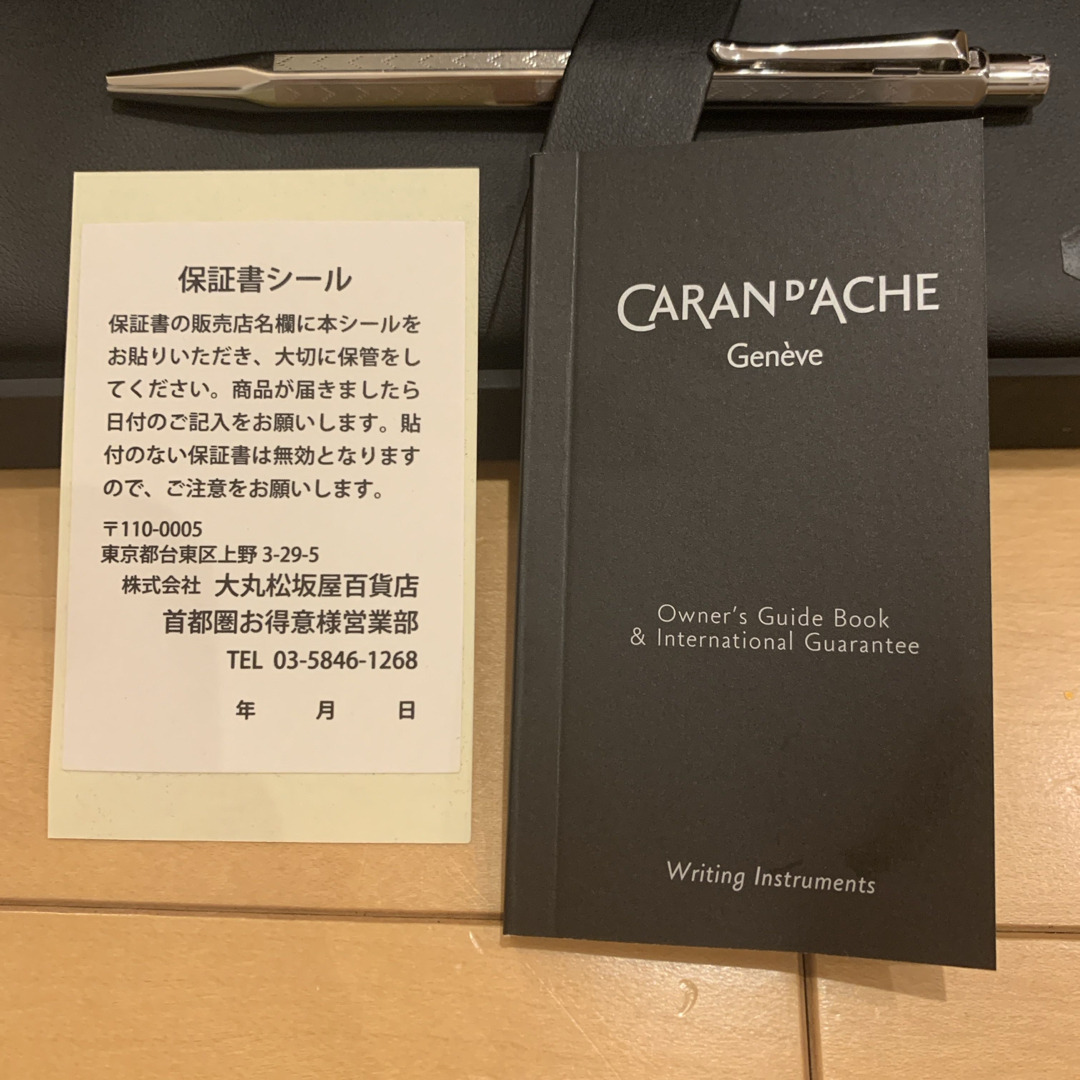 保証書シール
保証書の販売店名欄に本シールを
お貼りいただき、大切に保管をし
てください。商品が届きましたら
日付のご記入をお願いします。貼
付のない保証書は無効となります
ので、ご注意をお願いします。
〒110-0005
東京都台東区上野 3-29-5
株式会社 大丸松坂屋百貨店
首都圏お得意様営業部
TEL 03-5846-1268
年 月 日
CARAN D'ACHE
Genève
Owner's Guide Book
& International Guarantee
Writing Instruments